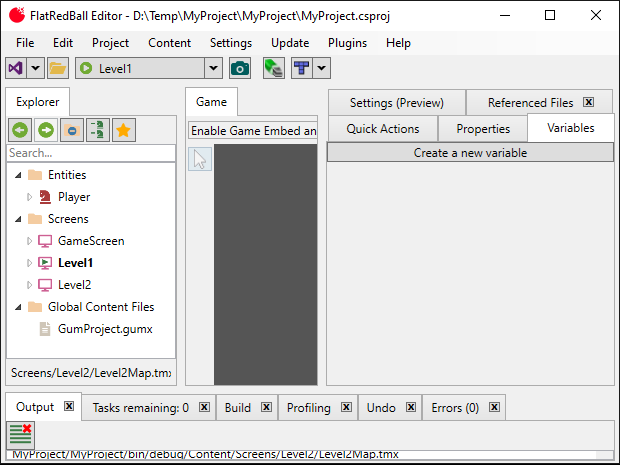 FlatRedBall Editor - D:\Temp\MyProject\MyProject\MyProject.csproj
File Edit Project Content Settings Update Plugins Help
Level1
Explorer
Search...
Entities
Player
Screens
GameScreen
Level1
Level2
Global Content Files
GumProject.gumx
Screens/Level2/Level2Map.tmx
Game
Enable Game Embed an
Settings (Preview) Referenced Files
Quick Actions Properties Variables
Create a new variable
Output Tasks remaining: 0 Build Profiling Undo Errors (0)
MyProject/MyProject/bin/debug/Content/Screens/Level2/Level2Map.tmx